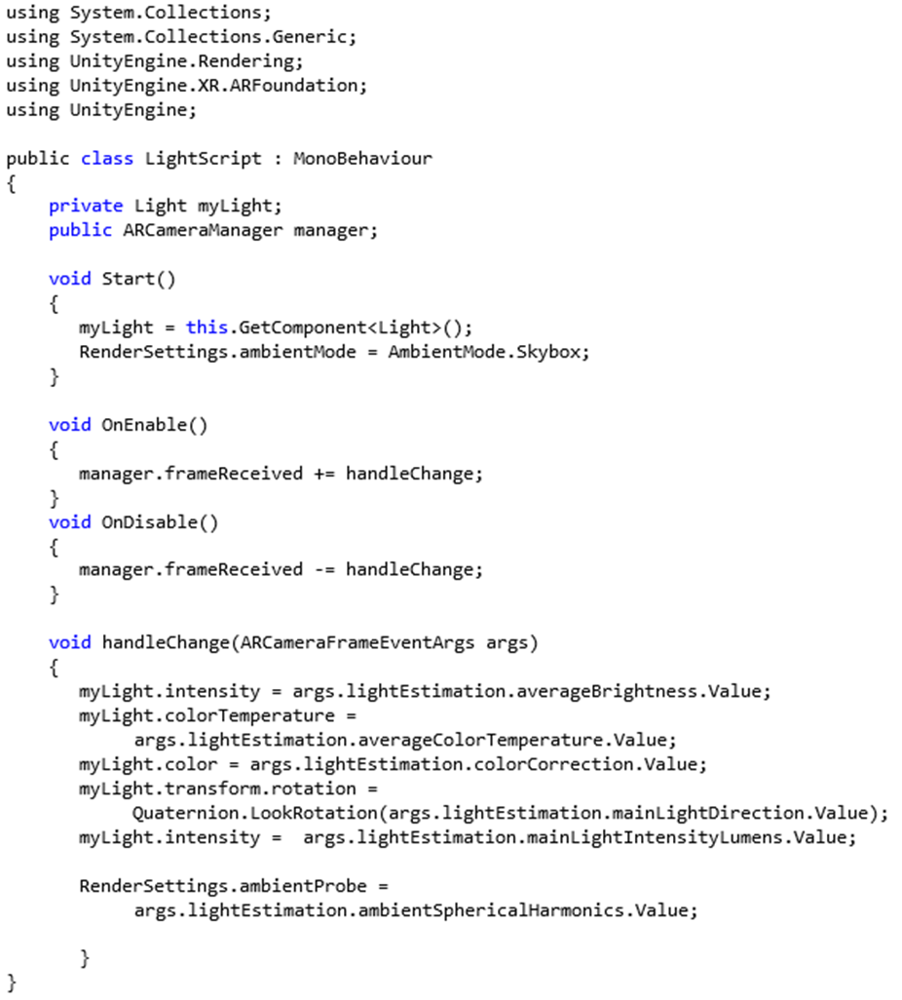 using System.Collections;
using System.Collections.Generic;
using UnityEngine.Rendering;
using UnityEngine.XR.ARFoundation;
using UnityEngine;

public class LightScript : MonoBehaviour
{
    private Light myLight;
    public ARCameraManager manager;

    void Start()
    {
       myLight = this.GetComponent<Light>();
       RenderSettings.ambientMode = AmbientMode.Skybox;
    }

    void OnEnable()
    {
       manager.frameReceived += handleChange;
    }
    void OnDisable()
    {
       manager.frameReceived -= handleChange;
    }

    void handleChange(ARCameraFrameEventArgs args)
    {
       myLight.intensity = args.lightEstimation.averageBrightness.Value;
       myLight.colorTemperature =
            args.lightEstimation.averageColorTemperature.Value;
       myLight.color = args.lightEstimation.colorCorrection.Value;
       myLight.transform.rotation =
            Quaternion.LookRotation(args.lightEstimation.mainLightDirection.Value);
       myLight.intensity =  args.lightEstimation.mainLightIntensityLumens.Value;

       RenderSettings.ambientProbe =
            args.lightEstimation.ambientSphericalHarmonics.Value;

       }
}